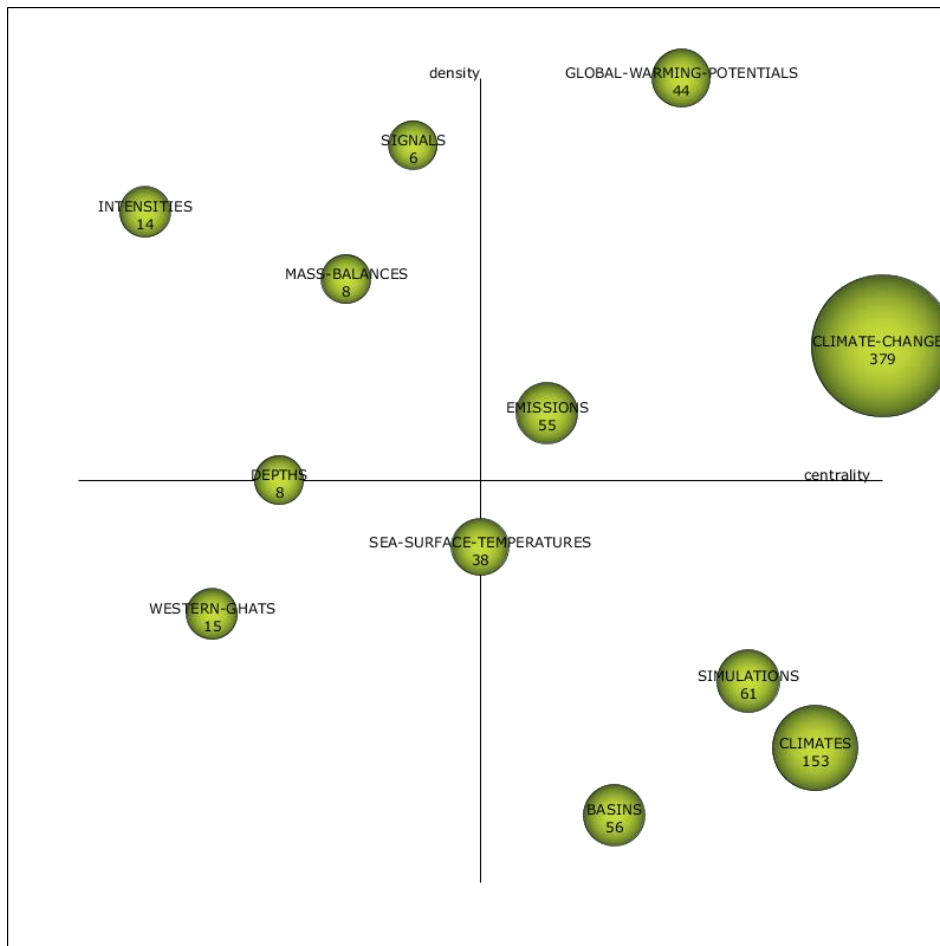 density
GLOBAL-WARMING-POTENTIALS
44
SIGNALS
6
INTENSITIES
14
MASS-BALANCES
8
CLIMATE-CHANGE
379
EMISSIONS
55
DEPTHS
8
centrality
SEA-SURFACE-TEMPERATURES
38
WESTERN-GHATS
15
SIMULATIONS
61
CLIMATES
153
BASINS
56